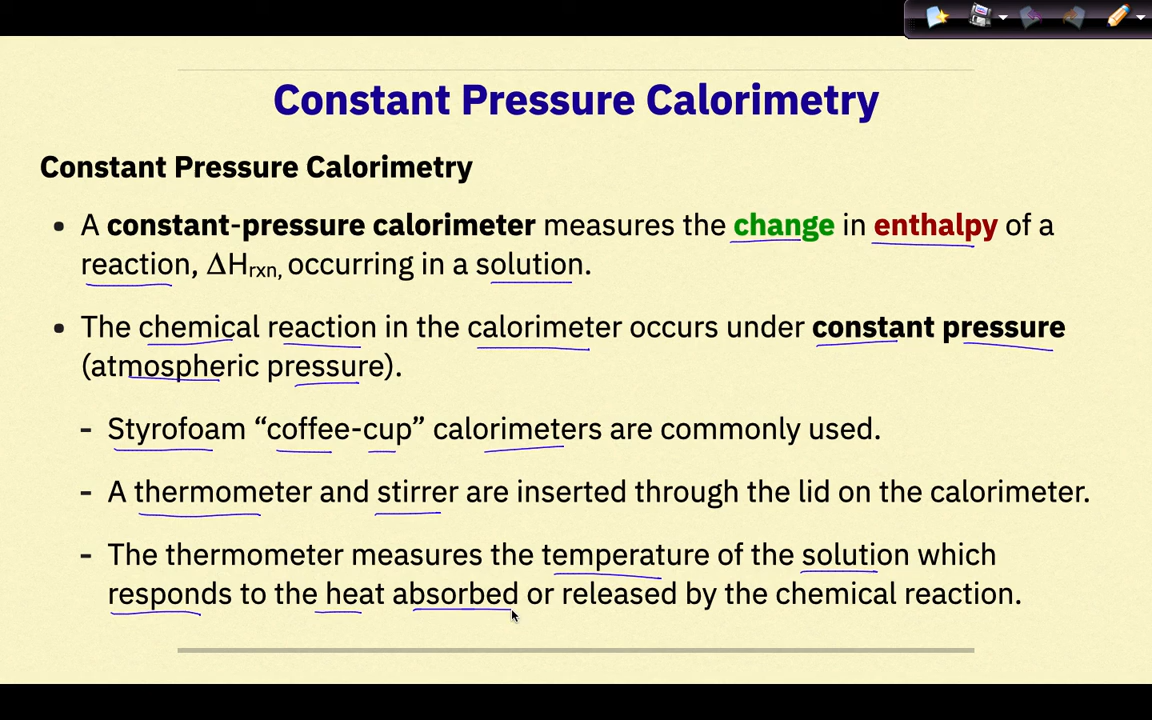 Constant Pressure Calorimetry
Constant Pressure Calorimetry
• A constant-pressure calorimeter measures the change in enthalpy of a
reaction, ΔHrxn, occurring in a solution.
• The chemical reaction in the calorimeter occurs under constant pressure
(atmospheric pressure).
- Styrofoam “coffee-cup” calorimeters are commonly used.
- A thermometer and stirrer are inserted through the lid on the calorimeter.
- The thermometer measures the temperature of the solution which
responds to the heat absorbed or released by the chemical reaction.